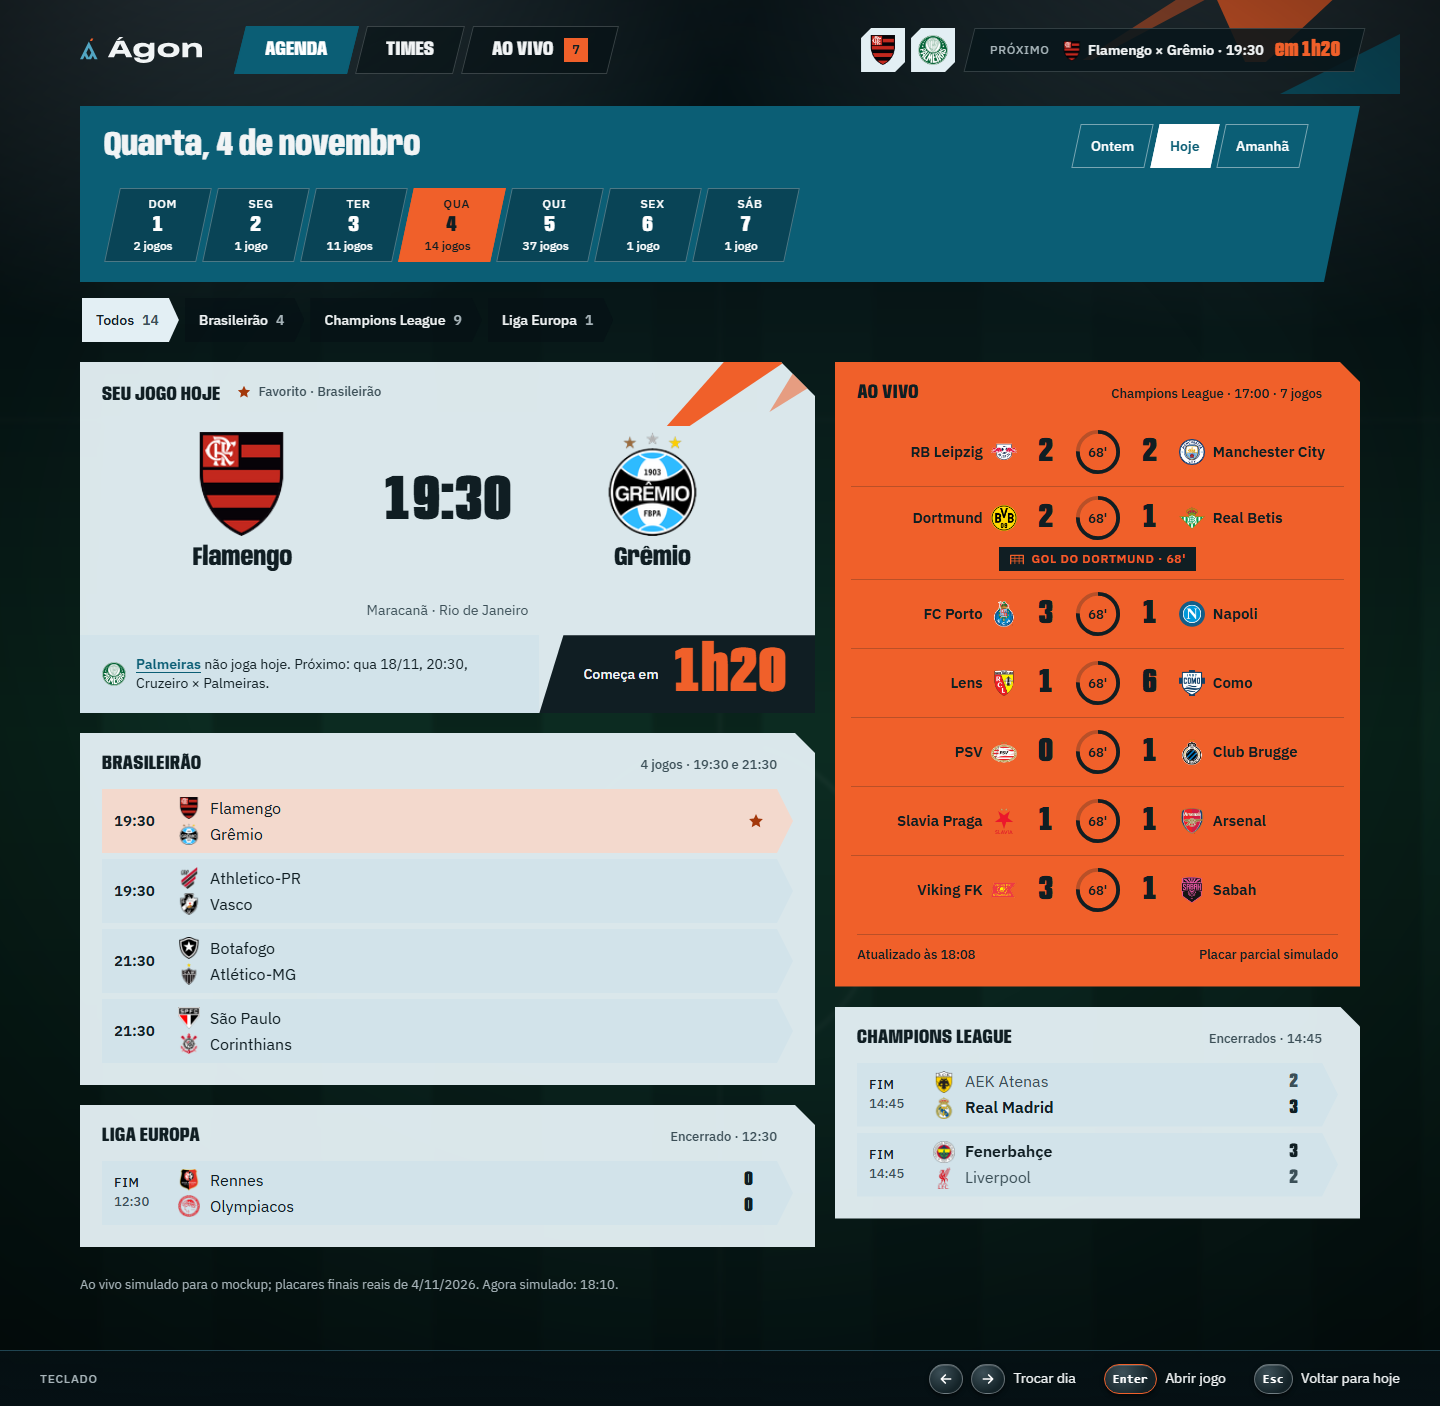 Ágon
AGENDA
TIMES
AO VIVO 7
PRÓXIMO Flamengo × Grêmio · 19:30 em 1h20
Quarta, 4 de novembro
Ontem
Hoje
Amanhã
DOM
1
2 jogos
SEG
2
1 jogo
TER
3
11 jogos
QUA
4
14 jogos
QUI
5
37 jogos
SEX
6
1 jogo
SÁB
7
1 jogo
Todos 14
Brasileirão 4
Champions League 9
Liga Europa 1
SEU JOGO HOJE
Favorito · Brasileirão
1903
GRÊMIO
FBPA
19:30
Flamengo
Grêmio
Maracanã · Rio de Janeiro
Palmeiras não joga hoje. Próximo: qua 18/11, 20:30,
Cruzeiro × Palmeiras.
Começa em 1h20
BRASILEIRÃO
4 jogos · 19:30 e 21:30
19:30
Flamengo
Grêmio
19:30
Athletico-PR
Vasco
21:30
Botafogo
Atlético-MG
21:30
São Paulo
Corinthians
LIGA EUROPA
Encerrado · 12:30
FIM
12:30
Rennes 0
Olympiacos 0
AO VIVO
Champions League · 17:00 · 7 jogos
RB Leipzig 2 68' 2 Manchester City
Dortmund 2 68' 1 Real Betis
GOL DO DORTMUND · 68'
FC Porto 3 68' 1 Napoli
Lens 1 68' 6 Como
PSV 0 68' 1 Club Brugge
Slavia Praga 1 68' 1 Arsenal
Viking FK 3 68' 1 Sabah
Atualizado às 18:08
Placar parcial simulado
CHAMPIONS LEAGUE
Encerrados · 14:45
FIM
14:45
AEK Atenas 2
Real Madrid 3
FIM
14:45
Fenerbahçe 3
Liverpool 2
Ao vivo simulado para o mockup; placares finais reais de 4/11/2026. Agora simulado: 18:10.
TECLADO
← → Trocar dia
Enter Abrir jogo
Esc Voltar para hoje